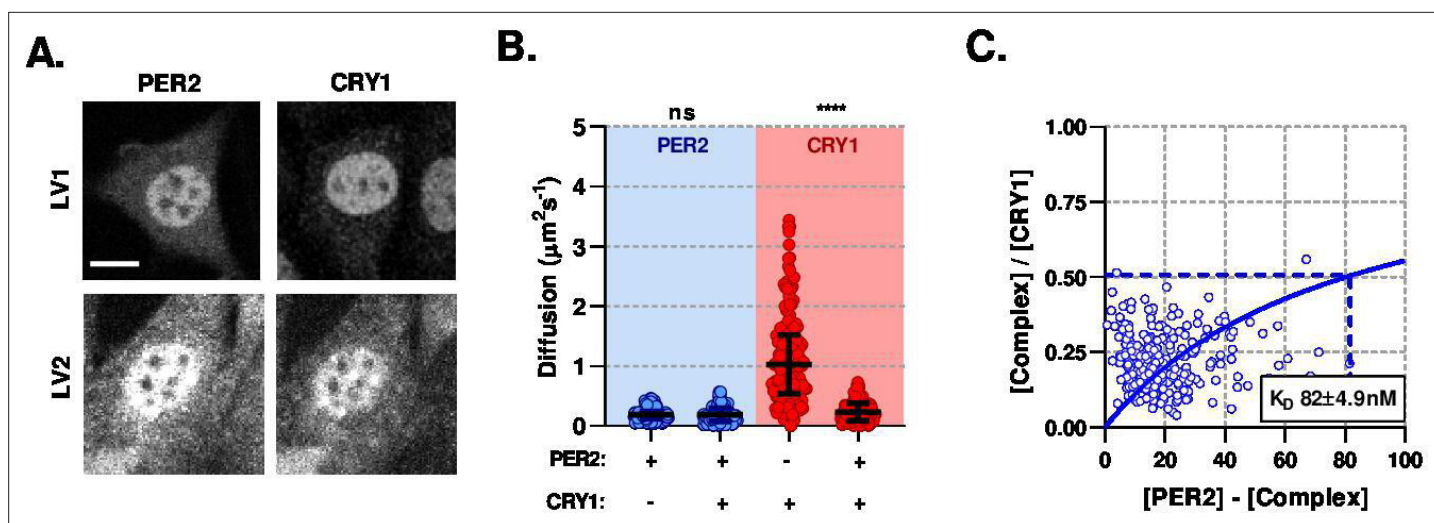 A.
PER2 CRY1
LV1
LV2
B.
ns ****
PER2 CRY1
Diffusion (μm²s⁻¹)
5
4
3
2
1
0
PER2: + + - +
CRY1: - + + +
C.
[Complex] / [CRY1]
1.00
0.75
0.50
0.25
0.00
K_D 82±4.9nM
0 20 40 60 80 100
[PER2] - [Complex]